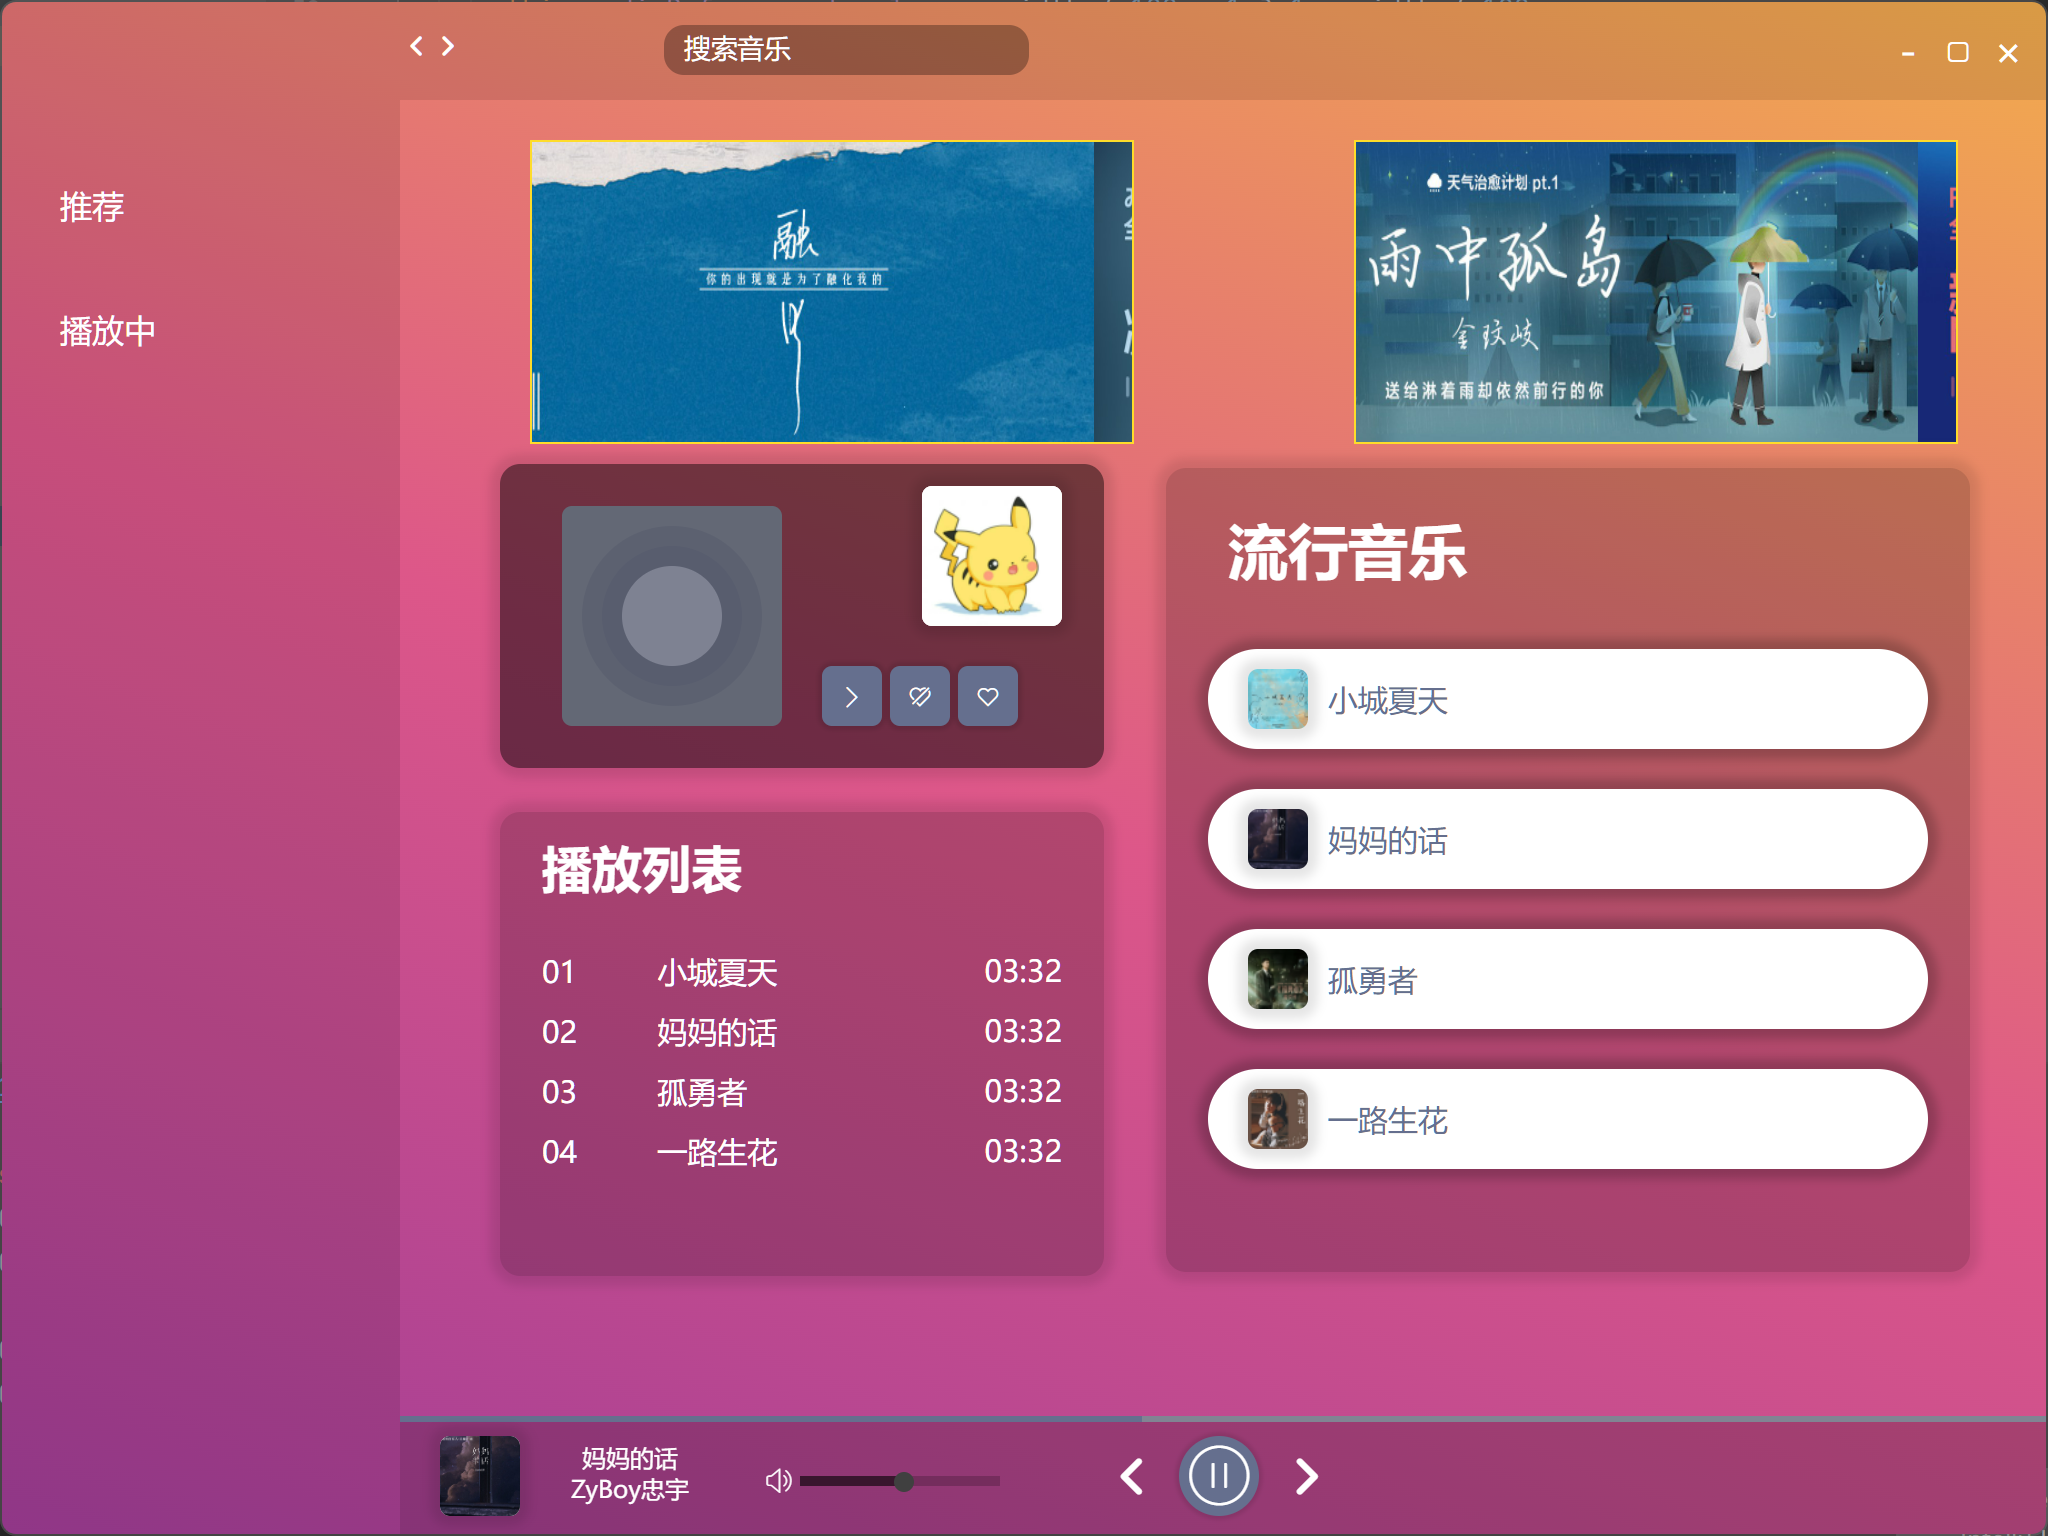 搜索音乐
推荐
播放中
融
你的出现就是为了融化我的
天气治愈计划 pt.1
雨中孤岛
金玟岐
送给淋着雨却依然前行的你
流行音乐
小城夏天
妈妈的话
孤勇者
一路生花
播放列表
01 小城夏天 03:32
02 妈妈的话 03:32
03 孤勇者 03:32
04 一路生花 03:32
妈妈的话
ZyBoy忠宇